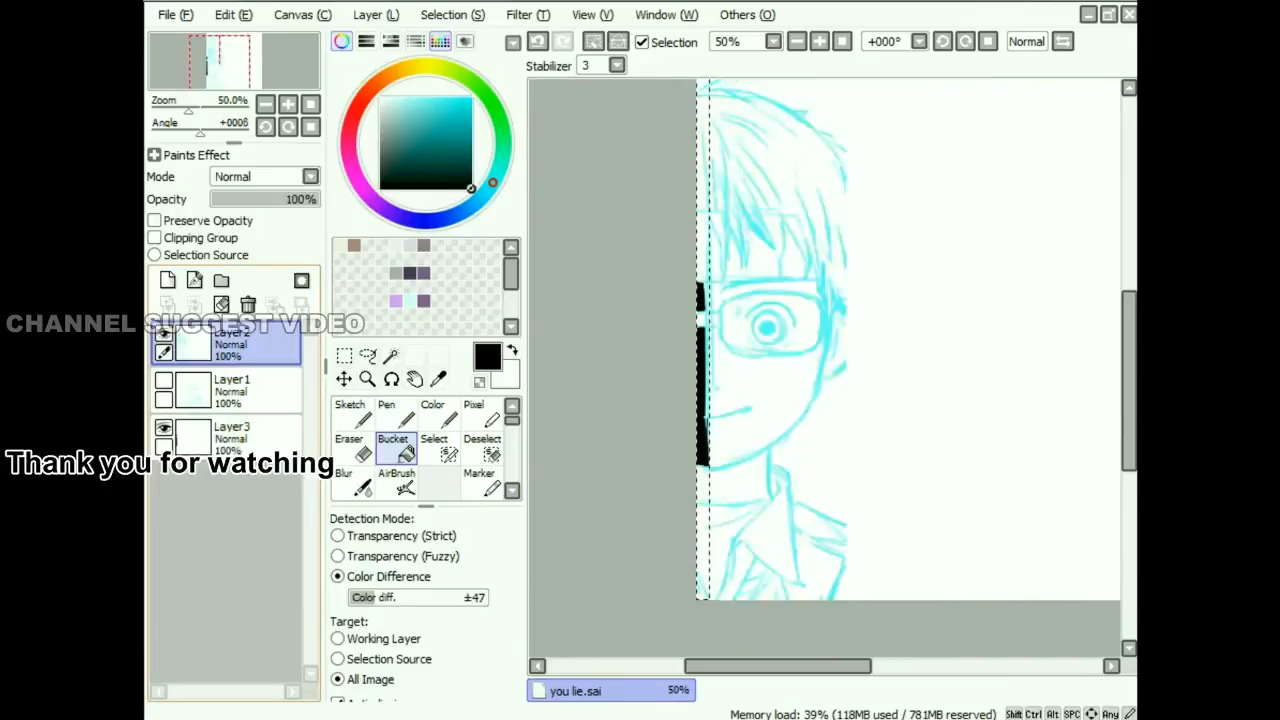 File (F) Edit (E) Canvas (C) Layer (L) Selection (S) Filter (T) View (V) Window (W) Others (O)
Selection 50% +000° Normal
Stabilizer 3
Zoom 50.0%
Angle +000ß
Paints Effect
Mode Normal
Opacity 100%
Preserve Opacity
Clipping Group
Selection Source
CHANNEL SUGGEST VIDEO
Layer2
Normal
100%
Layer1
Normal
100%
Layer3
Normal
100%
Thank you for watching
Sketch Pen Color Pixel
Eraser Bucket Select Deselect
Blur AirBrush Marker
Detection Mode:
Transparency (Strict)
Transparency (Fuzzy)
Color Difference
Color diff. ±47
Target:
Working Layer
Selection Source
All Image
you lie.sai 50%
Memory load: 39% (118MB used / 781MB reserved) Shift Ctrl Alt SPC Any